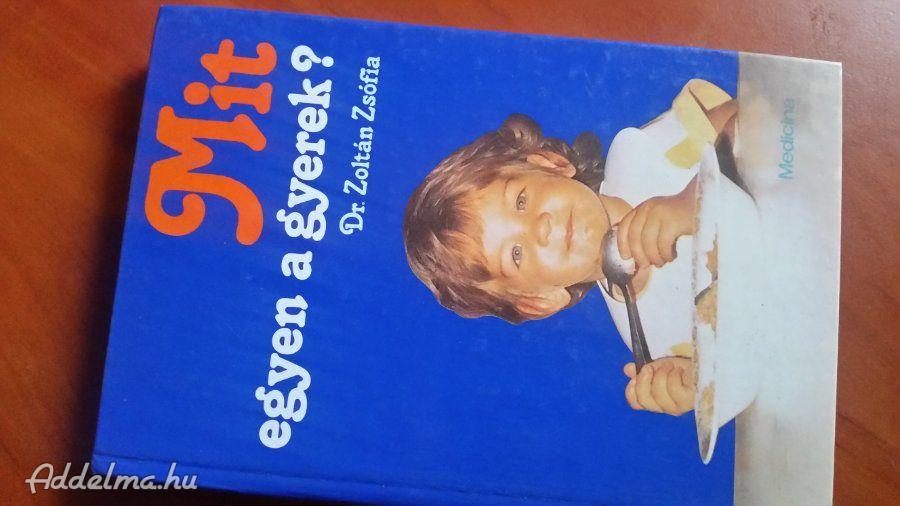 Mit
egyen a gyerek?
Dr. Zoltán Zsófia
Medicina
Addelma.hu